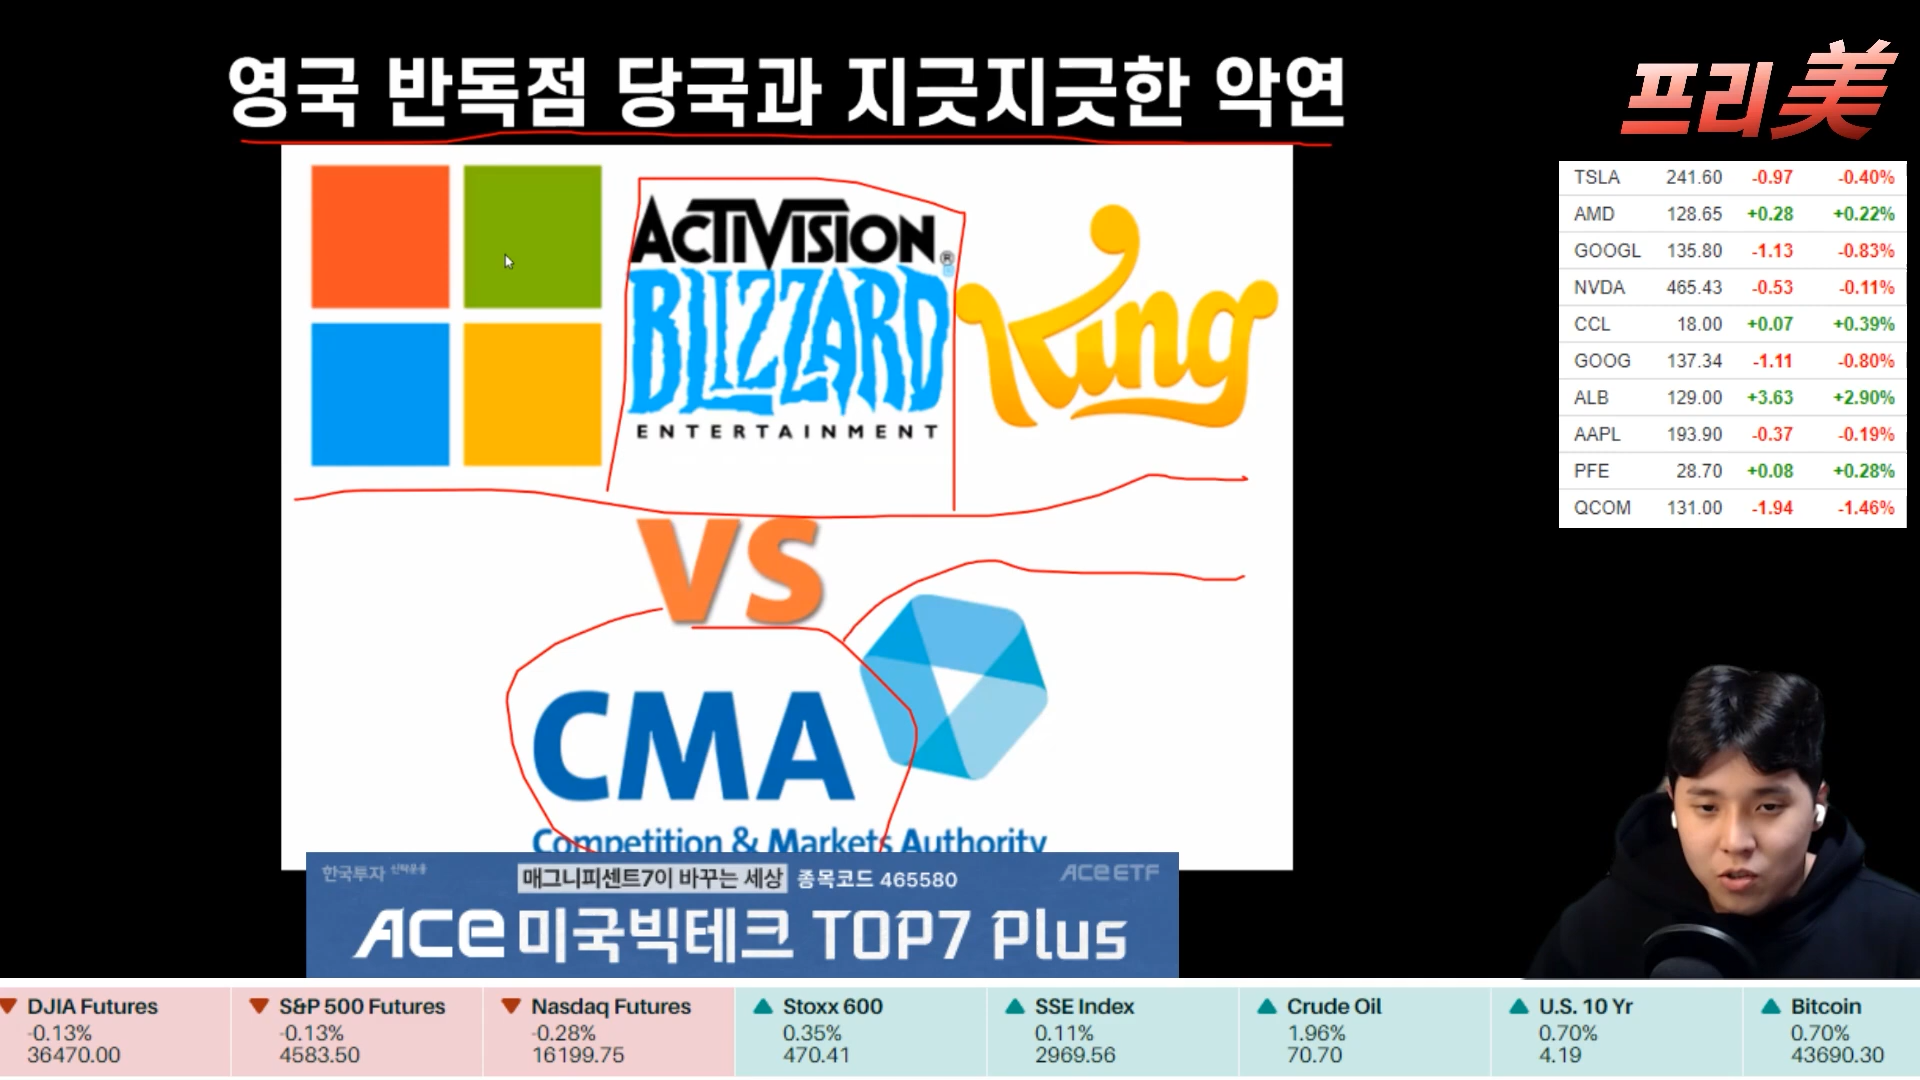 영국 반독점 당국과 지긋지긋한 악연
프리美
ACTIVISION®
BLIZZARD
ENTERTAINMENT
King
VS
CMA
Competition & Markets Authority
TSLA 241.60 -0.97 -0.40%
AMD 128.65 +0.28 +0.22%
GOOGL 135.80 -1.13 -0.83%
NVDA 465.43 -0.53 -0.11%
CCL 18.00 +0.07 +0.39%
GOOG 137.34 -1.11 -0.80%
ALB 129.00 +3.63 +2.90%
AAPL 193.90 -0.37 -0.19%
PFE 28.70 +0.08 +0.28%
QCOM 131.00 -1.94 -1.46%
한국투자 신탁운용
매그니피센트7이 바꾸는 세상 종목코드 465580
ACE ETF
ACE 미국빅테크 TOP7 Plus
DJIA Futures
-0.13%
36470.00
S&P 500 Futures
-0.13%
4583.50
Nasdaq Futures
-0.28%
16199.75
Stoxx 600
0.35%
470.41
SSE Index
0.11%
2969.56
Crude Oil
1.96%
70.70
U.S. 10 Yr
0.70%
4.19
Bitcoin
0.70%
43690.30